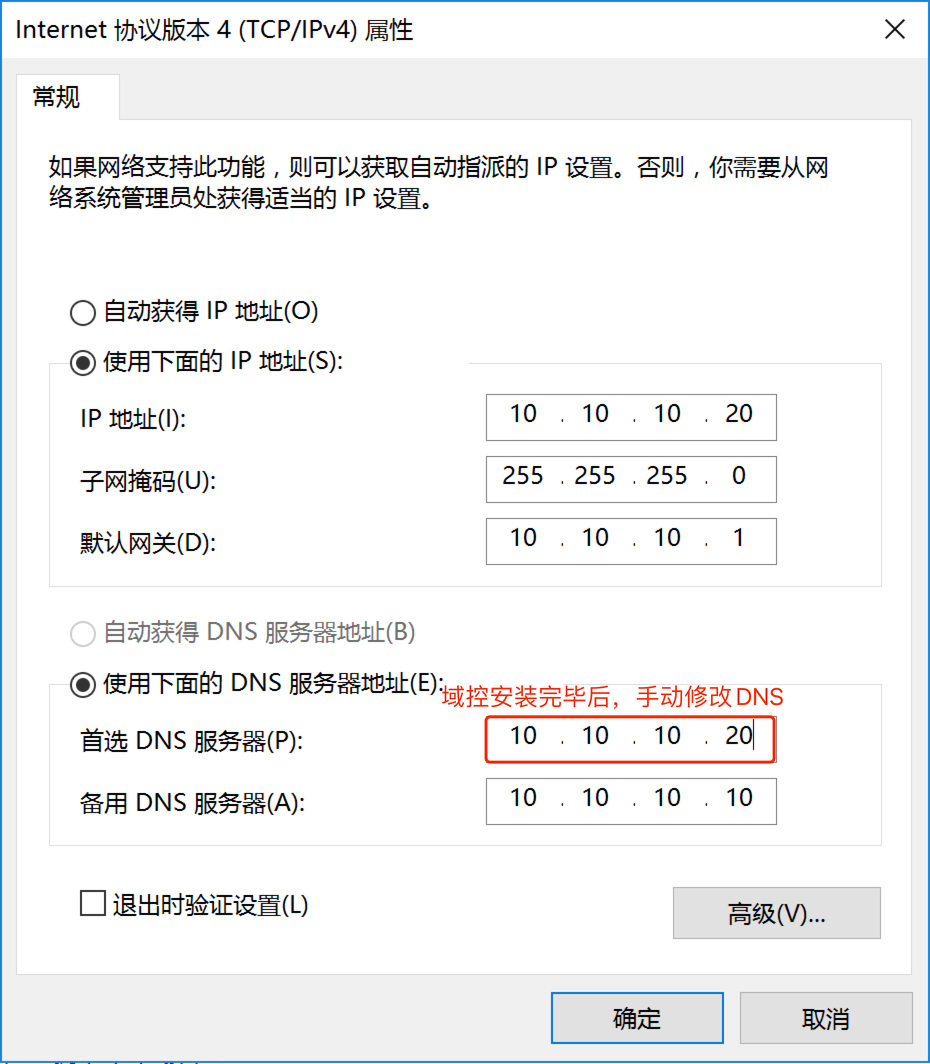 Internet 协议版本 4 (TCP/IPv4) 属性
常规
如果网络支持此功能，则可以获取自动指派的 IP 设置。否则，你需要从网
络系统管理员处获得适当的 IP 设置。
自动获得 IP 地址(O)
使用下面的 IP 地址(S):
IP 地址(I): 10 . 10 . 10 . 20
子网掩码(U): 255 . 255 . 255 . 0
默认网关(D): 10 . 10 . 10 . 1
自动获得 DNS 服务器地址(B)
使用下面的 DNS 服务器地址(E):
域控安装完毕后，手动修改DNS
首选 DNS 服务器(P): 10 . 10 . 10 . 20
备用 DNS 服务器(A): 10 . 10 . 10 . 10
退出时验证设置(L)
高级(V)...
确定 取消